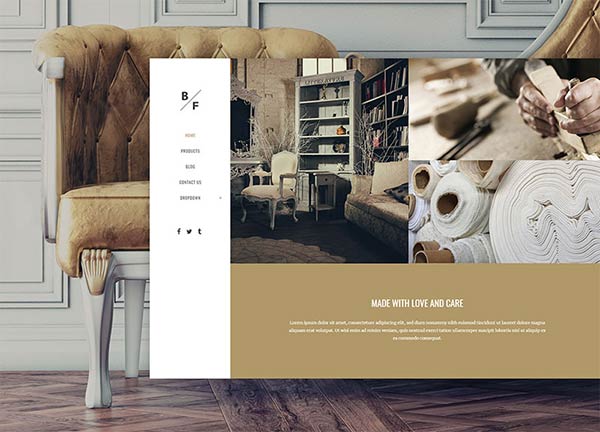 B
F
HOME
PRODUCTS
BLOG
CONTACT US
DROPDOWN
MADE WITH LOVE AND CARE
Lorem ipsum dolor sit amet, consectetuer adipiscing elit, sed diam nonummy nibh euismod tincidunt ut laoreet dolore magna
aliquam erat volutpat. Ut wisi enim ad minim veniam, quis nostrud exerci tation ullamcorper suscipit lobortis nisl ut aliquip ex
ea commodo consequat.